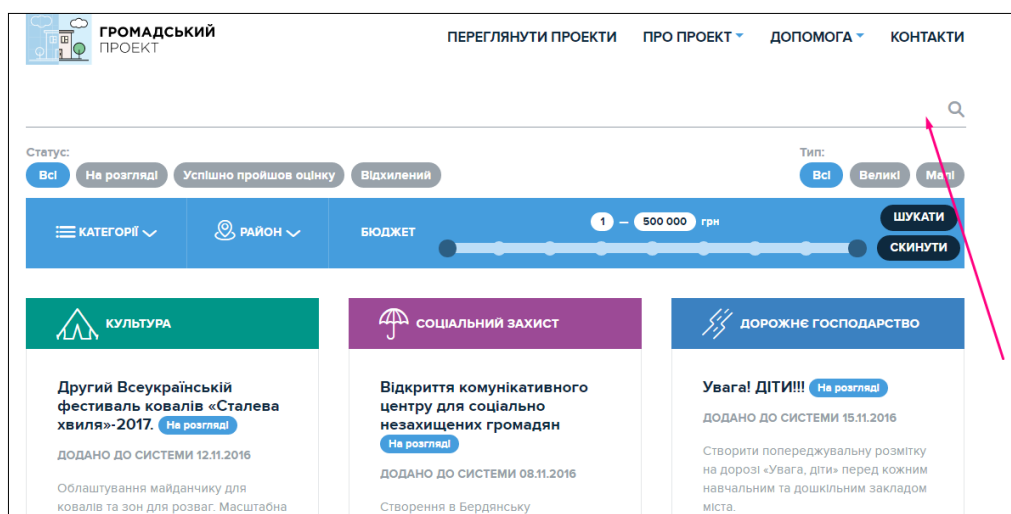 ГРОМАДСЬКИЙ
ПРОЕКТ
ПЕРЕГЛЯНУТИ ПРОЕКТИ ПРО ПРОЕКТ ДОПОМОГА КОНТАКТИ
Статус:
Всі На розгляді Успішно пройшов оцінку Відхилений
Тип:
Всі Великі Малі
КАТЕГОРІЇ РАЙОН БЮДЖЕТ
1 — 500 000 грн
ШУКАТИ
СКИНУТИ
КУЛЬТУРА
Другий Всеукраїнській
фестиваль ковалів «Сталева
хвиля»-2017. На розгляді
ДОДАНО ДО СИСТЕМИ 12.11.2016
Облаштування майданчику для
ковалів та зон для розваг. Масштабна
СОЦІАЛЬНИЙ ЗАХИСТ
Відкриття комунікативного
центру для соціально
незахищених громадян
На розгляді
ДОДАНО ДО СИСТЕМИ 08.11.2016
Створення в Бердянську
ДОРОЖНЄ ГОСПОДАРСТВО
Увага! ДІТИ!!! На розгляді
ДОДАНО ДО СИСТЕМИ 15.11.2016
Створити попереджувальну розмітку
на дорозі «Увага, діти» перед кожним
навчальним та дошкільним закладом
міста.